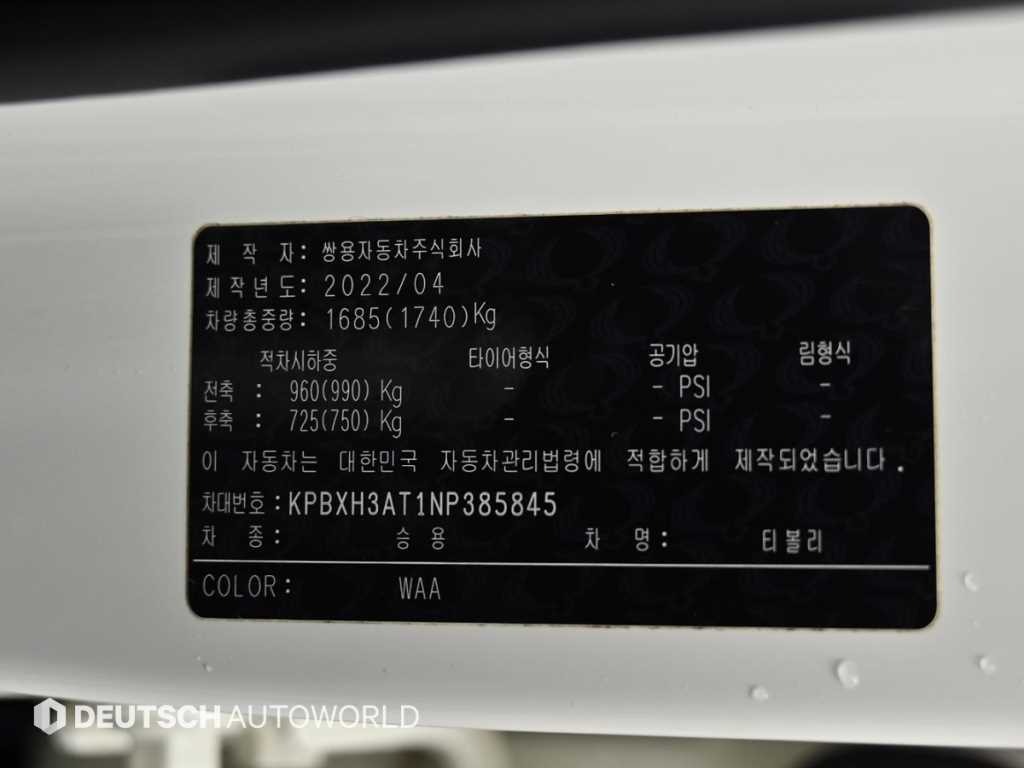 제 작 자: 쌍용자동차주식회사
제작년도: 2022/04
차량총중량: 1685(1740)Kg
적차시하중 타이어형식 공기압 림형식
전축 : 960(990) Kg - - PSI -
후축 : 725(750) Kg - - PSI -
이 자동차는 대한민국 자동차관리법령에 적합하게 제작되었습니다.
차대번호:KPBXH3AT1NP385845
차 종: 승 용 차 명: 티볼리
COLOR: WAA
DEUTSCH AUTOWORLD